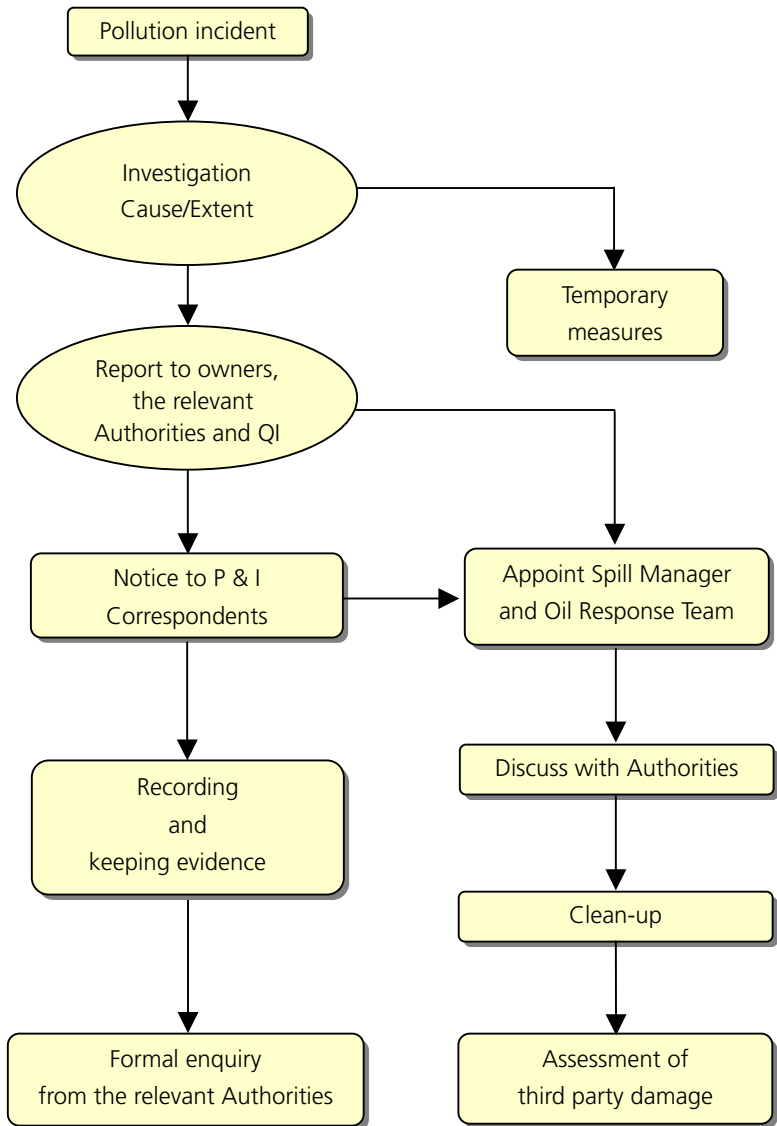 Pollution incident
Investigation
Cause/Extent
Temporary
measures
Report to owners,
the relevant
Authorities and QI
Notice to P & I
Correspondents
Appoint Spill Manager
and Oil Response Team
Discuss with Authorities
Recording
and
keeping evidence
Clean-up
Formal enquiry
from the relevant Authorities
Assessment of
third party damage